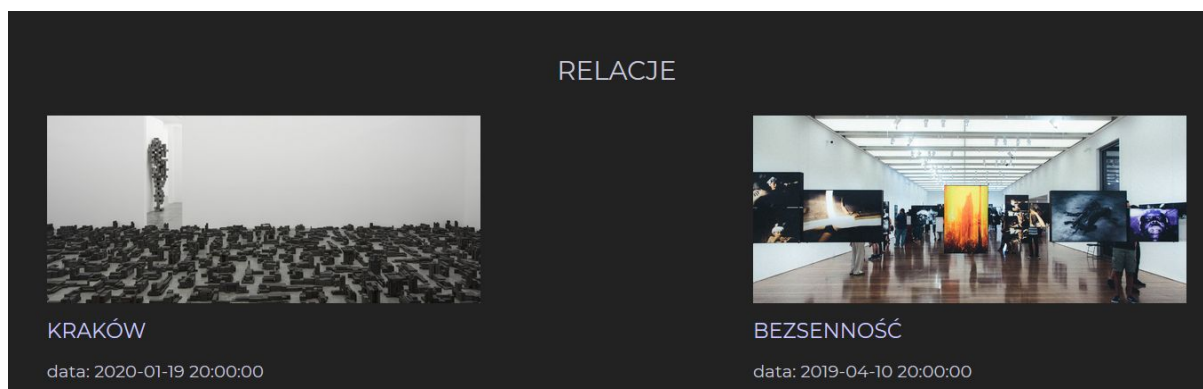 RELACJE
KRAKÓW
data: 2020-01-19 20:00:00
BEZSENNOŚĆ
data: 2019-04-10 20:00:00